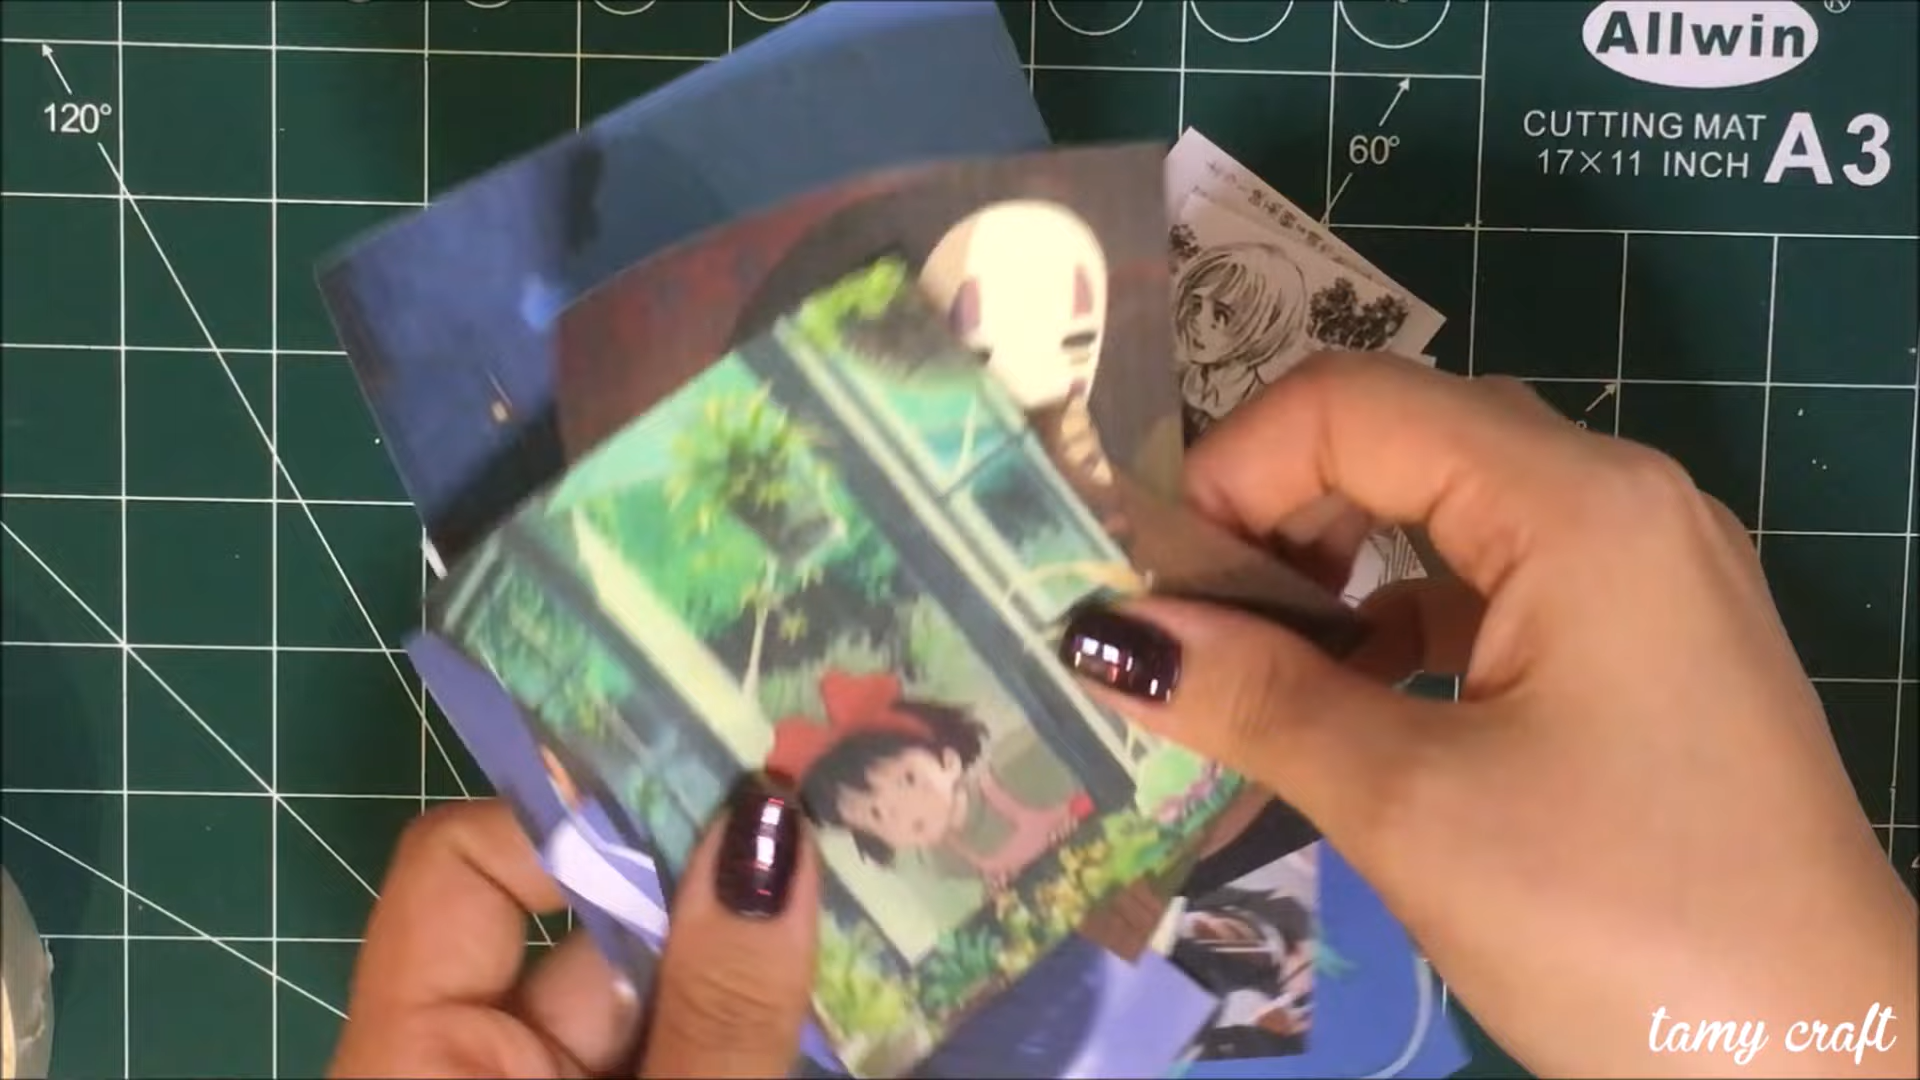 120°
60°
Allwin®
CUTTING MAT
17×11 INCH
A3
tamy craft